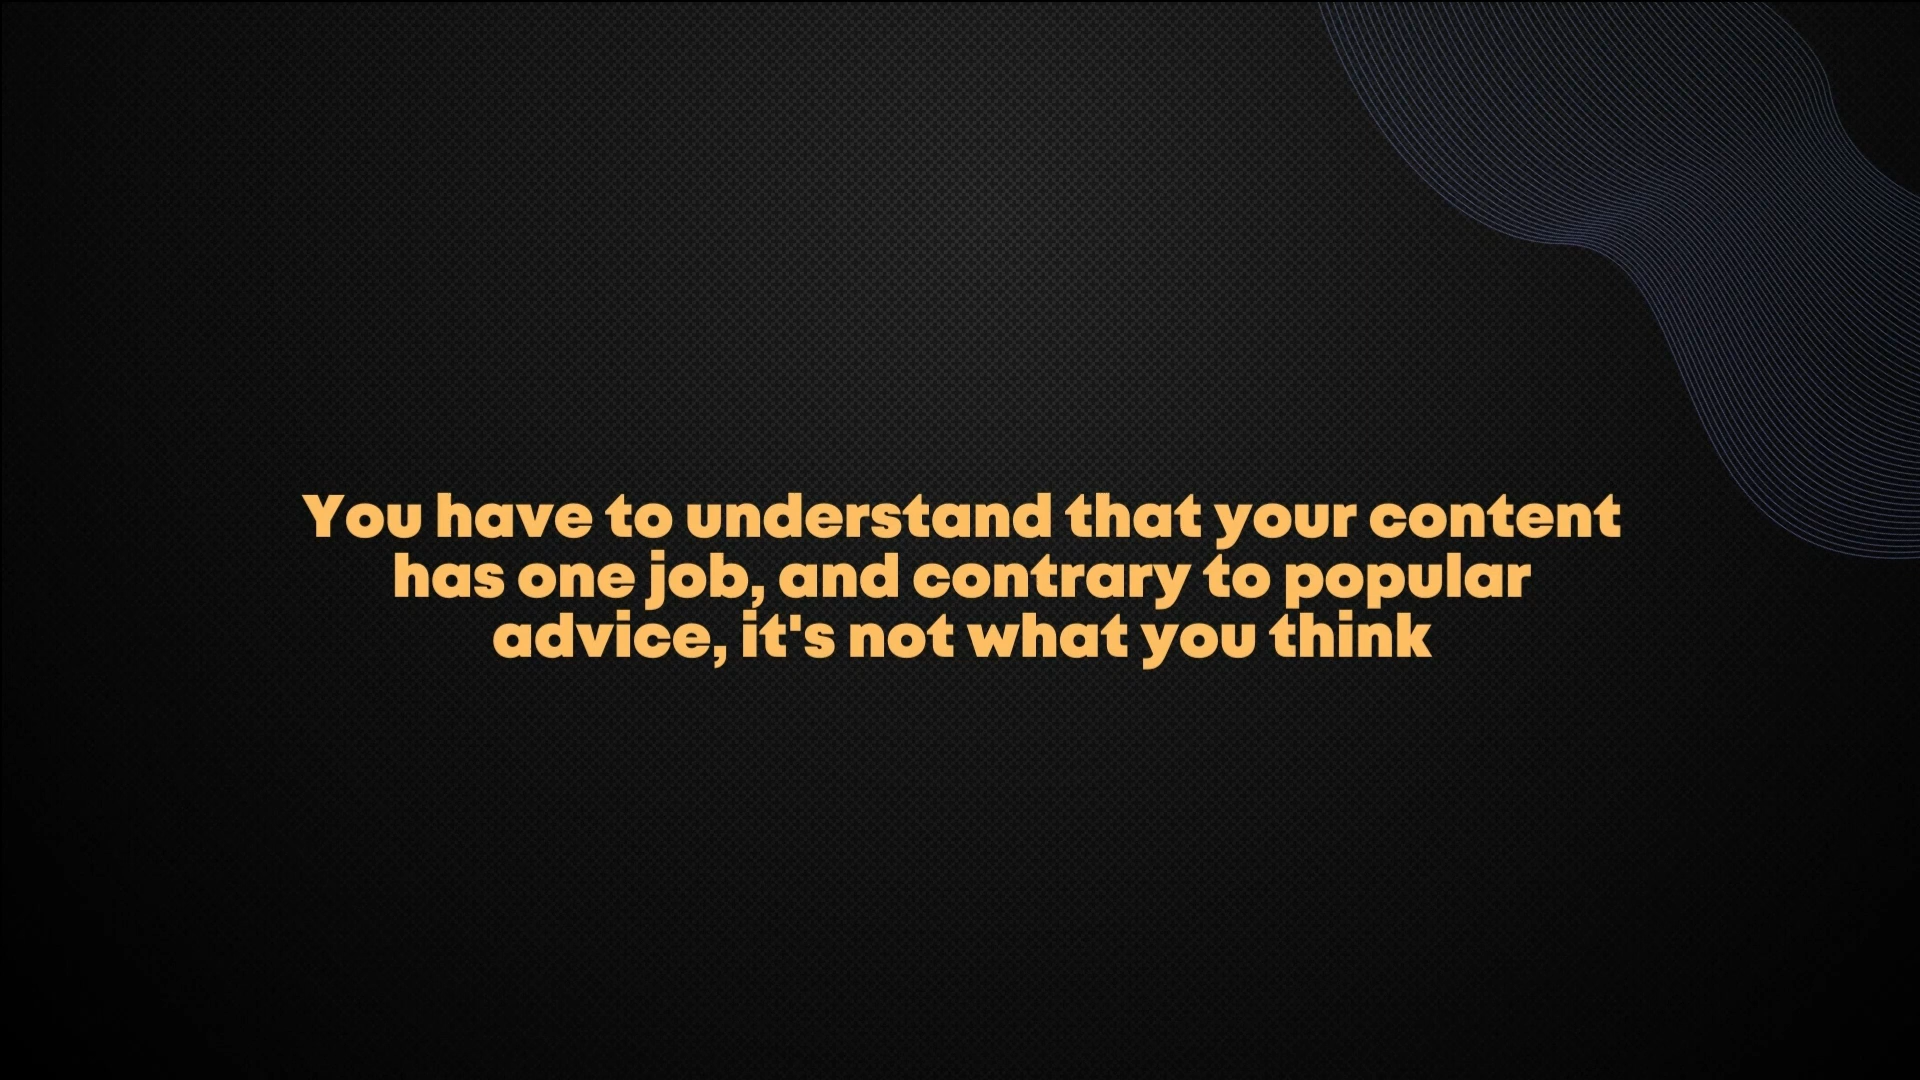 You have to understand that your content
has one job, and contrary to popular
advice, it's not what you think